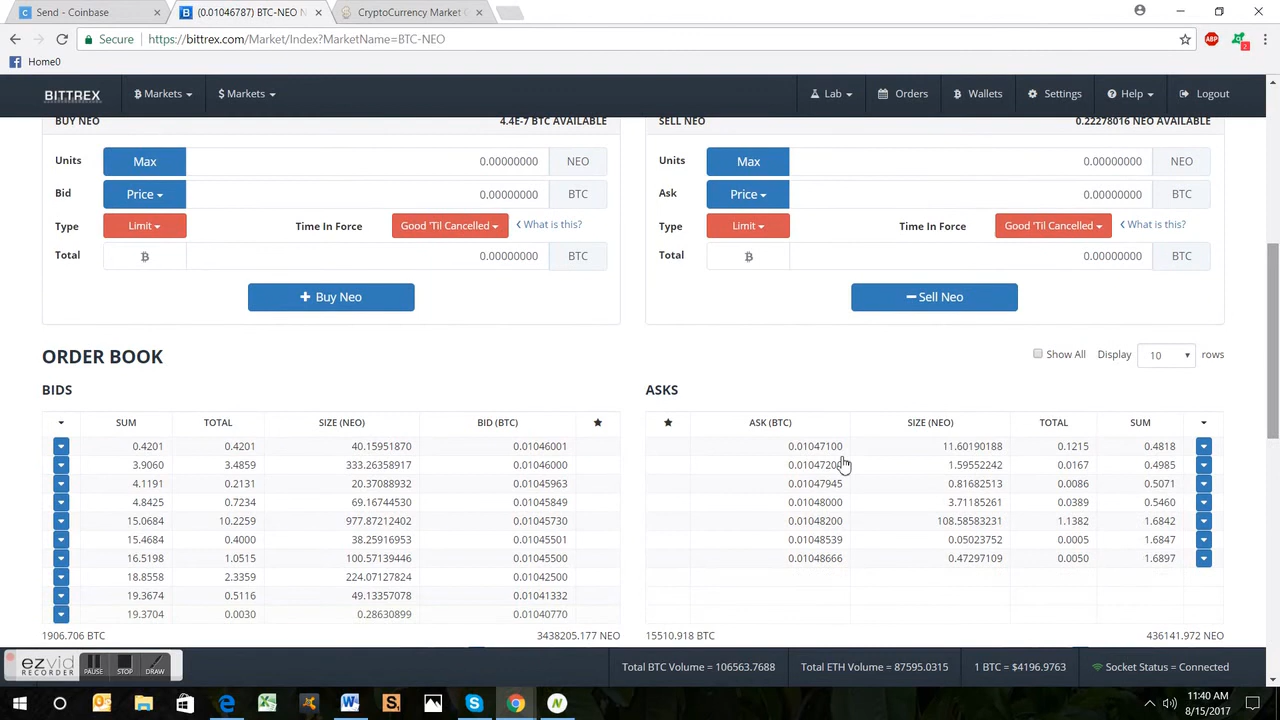 Send - Coinbase (0.01046787) BTC-NEO N CryptoCurrency Market C
Secure https://bittrex.com/Market/Index?MarketName=BTC-NEO ABP 2
Home0
BITTREX Markets $ Markets Lab Orders Wallets Settings Help Logout
BUY NEO 4.4E-7 BTC AVAILABLE SELL NEO 0.22278016 NEO AVAILABLE
Units Max 0.00000000 NEO Units Max 0.00000000 NEO
Bid Price 0.00000000 BTC Ask Price 0.00000000 BTC
Type Limit Time In Force Good 'Til Cancelled What is this? Type Limit Time In Force Good 'Til Cancelled What is this?
Total 0.00000000 BTC Total 0.00000000 BTC
+ Buy Neo − Sell Neo
ORDER BOOK Show All Display 10 rows
BIDS ASKS
SUM TOTAL SIZE (NEO) BID (BTC) ASK (BTC) SIZE (NEO) TOTAL SUM
0.4201 0.4201 40.15951870 0.01046001 0.01047100 11.60190188 0.1215 0.4818
3.9060 3.4859 333.26358917 0.01046000 1.59552242 0.0167 0.4985
4.1191 0.2131 20.37088932 0.01045963 0.01047945 0.81682513 0.0086 0.5071
4.8425 0.7234 69.16744530 0.01045849 0.01048000 3.71185261 0.0389 0.5460
15.0684 10.2259 977.87212402 0.01045730 0.01048200 108.58583231 1.1382 1.6842
15.4684 0.4000 38.25916953 0.01045501 0.01048539 0.05023752 0.0005 1.6847
16.5198 1.0515 100.57139446 0.01045500 0.01048666 0.47297109 0.0050 1.6897
18.8558 2.3359 224.07127824 0.01042500
19.3674 0.5116 49.13357078 0.01041332
19.3704 0.0030 0.28630899 0.01040770
1906.706 BTC 3438205.177 NEO 15510.918 BTC 436141.972 NEO
ezvid RECORDER PAUSE STOP DRAW Total BTC Volume = 106563.7688 Total ETH Volume = 87595.0315 1 BTC = $4196.9763 Socket Status = Connected
11:40 AM
8/15/2017